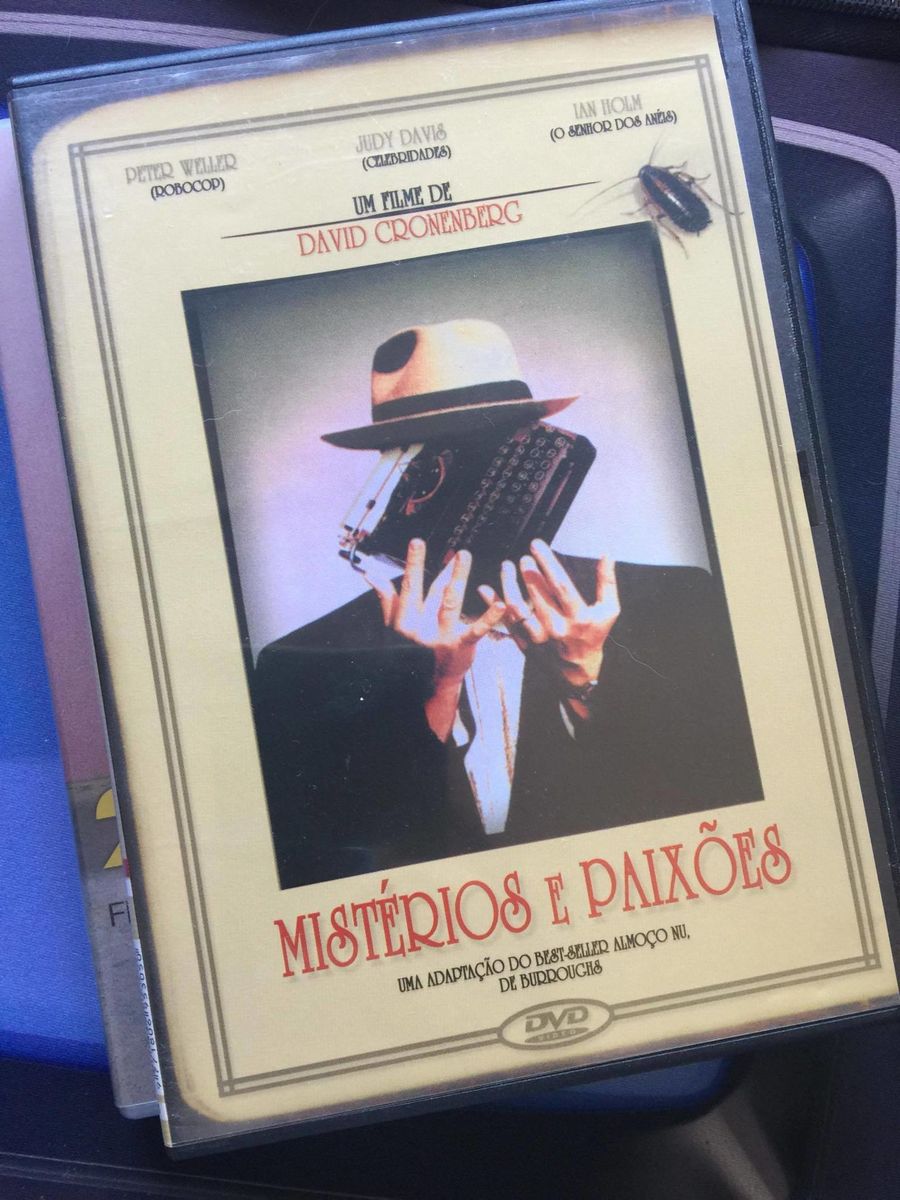 PETER WELLER
(ROBOCOP)
JUDY DAVIS
(CELEBRIDADES)
IAN HOLM
(O SENHOR DOS ANÉIS)
UM FILME DE
DAVID CRONENBERG
MISTÉRIOS E PAIXÕES
UMA ADAPTAÇÃO DO BEST-SELLER ALMOÇO NU,
DE BURROUGHS
DVD
VIDEO